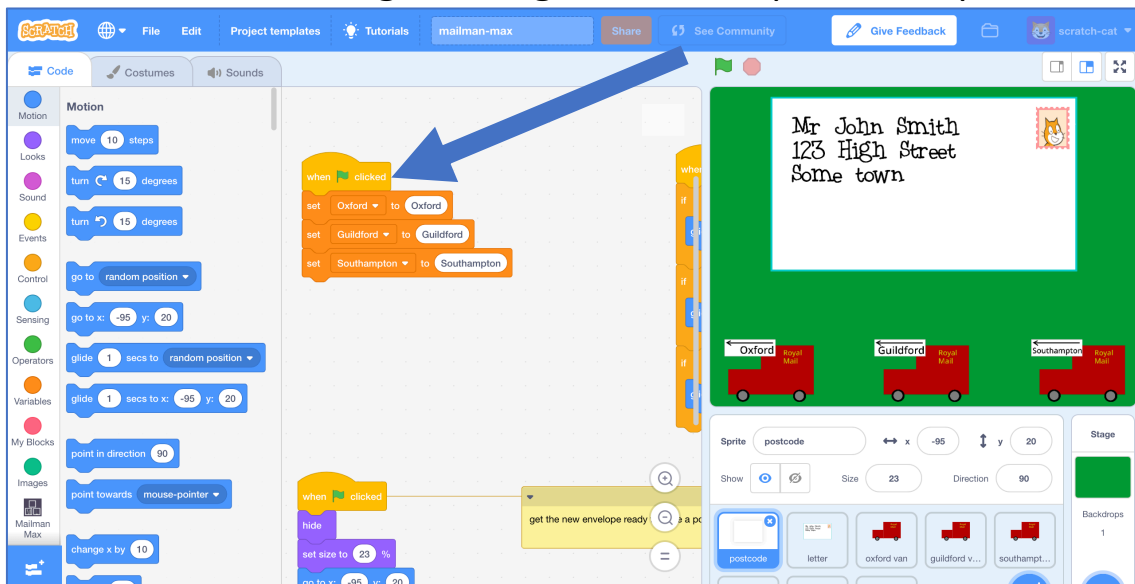 SCRATCH File Edit Project templates Tutorials mailman-max Share See Community Give Feedback scratch-cat
Code Costumes Sounds
Motion
Looks
Sound
Events
Control
Sensing
Operators
Variables
My Blocks
Images
Mailman
Max
Motion
move 10 steps
turn 15 degrees
turn 15 degrees
go to random position
go to x: -95 y: 20
glide 1 secs to random position
glide 1 secs to x: -95 y: 20
point in direction 90
point towards mouse-pointer
change x by 10
when clicked
set Oxford to Oxford
set Guildford to Guildford
set Southampton to Southampton
if
if
if
when clicked
hide
set size to 23 %
go to x: -95 y: 20
get the new envelope ready
Mr John Smith
123 High Street
Some town
Oxford
Royal
Mail
Guildford
Royal
Mail
Southampton
Royal
Mail
Sprite postcode x -95 y 20
Show Size 23 Direction 90
postcode letter oxford van guildford v... southampt...
Stage
Backdrops
1